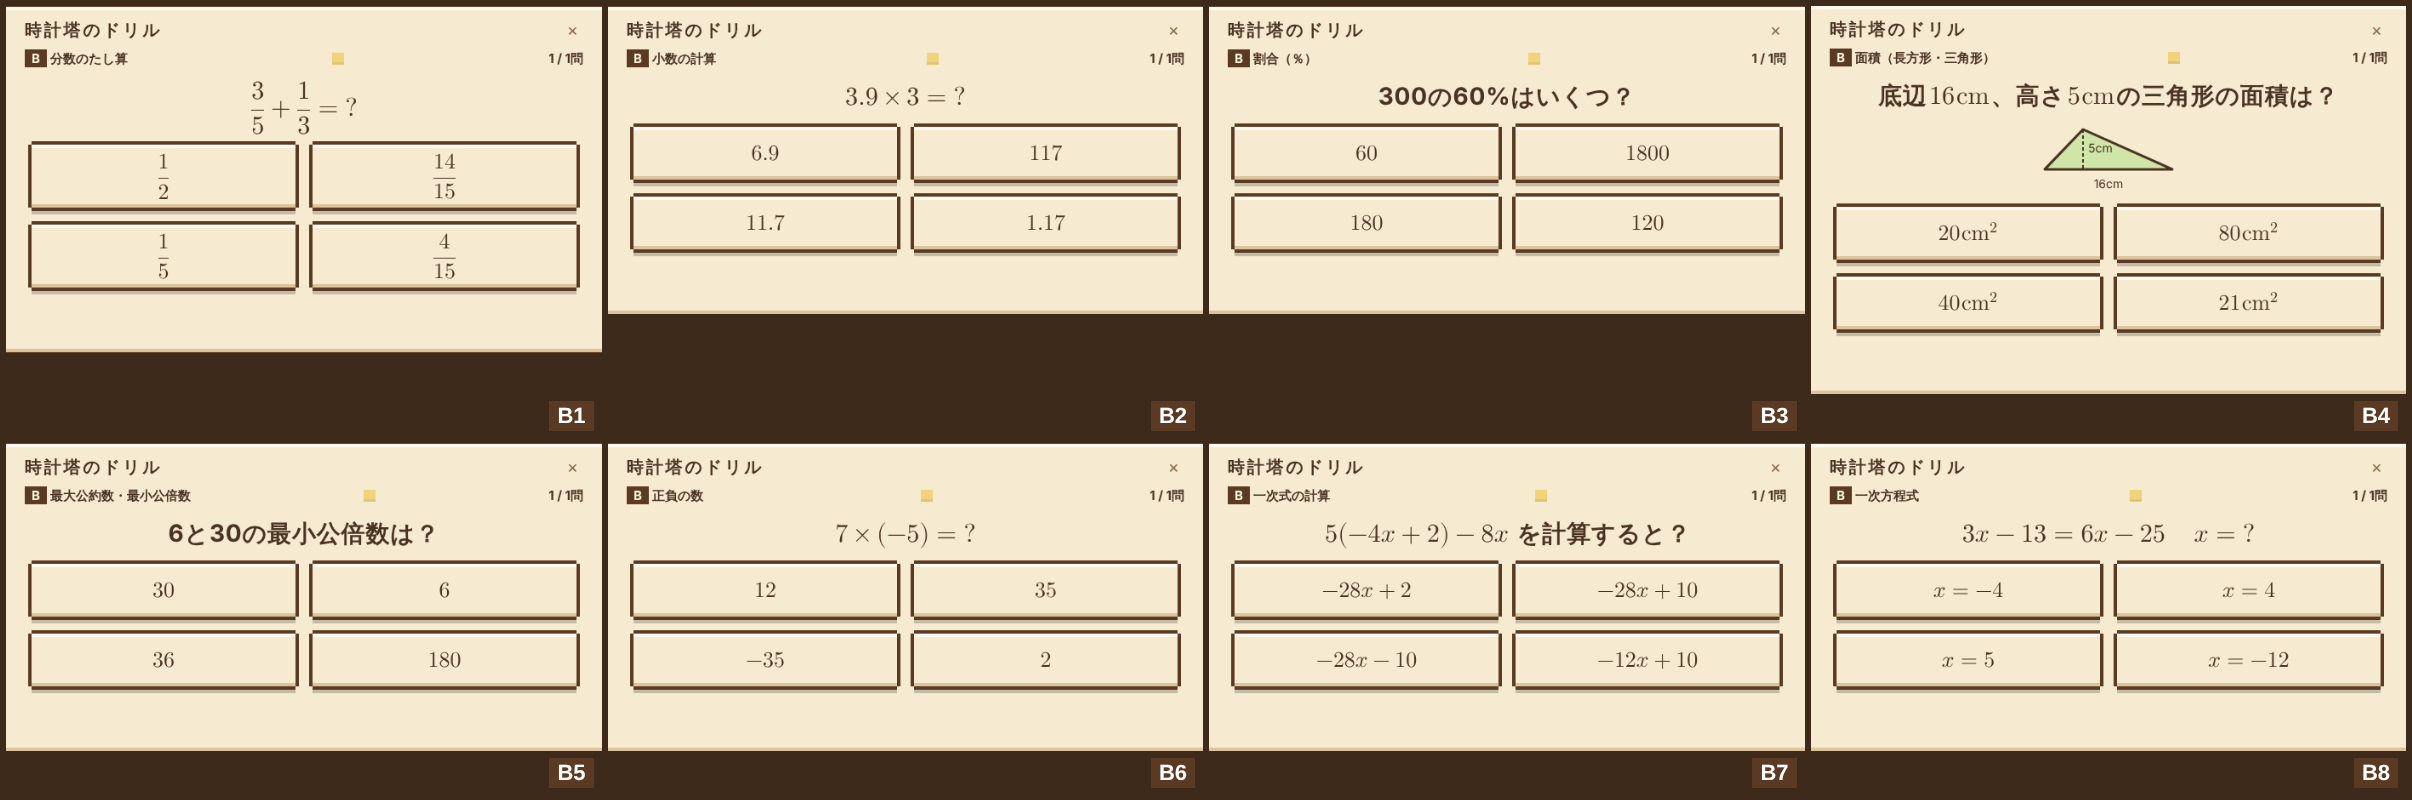 時計塔のドリル ×
B 分数のたし算 1 / 1問
3/5 + 1/3 = ?
1/2 14/15
1/5 4/15
B1
時計塔のドリル ×
B 小数の計算 1 / 1問
3.9 × 3 = ?
6.9 117
11.7 1.17
B2
時計塔のドリル ×
B 割合（%） 1 / 1問
300の60%はいくつ？
60 1800
180 120
B3
時計塔のドリル ×
B 面積（長方形・三角形） 1 / 1問
底辺16cm、高さ5cmの三角形の面積は？
5cm
16cm
20cm² 80cm²
40cm² 21cm²
B4
時計塔のドリル ×
B 最大公約数・最小公倍数 1 / 1問
6と30の最小公倍数は？
30 6
36 180
B5
時計塔のドリル ×
B 正負の数 1 / 1問
7 × (−5) = ?
12 35
−35 2
B6
時計塔のドリル ×
B 一次式の計算 1 / 1問
5(−4x + 2) − 8x を計算すると？
−28x + 2 −28x + 10
−28x − 10 −12x + 10
B7
時計塔のドリル ×
B 一次方程式 1 / 1問
3x − 13 = 6x − 25 x = ?
x = −4 x = 4
x = 5 x = −12
B8